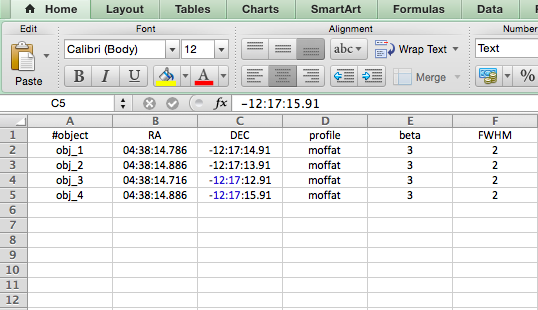 Home Layout Tables Charts SmartArt Formulas Data
Edit Font Alignment Number
Calibri (Body) 12 abc Wrap Text Text
Paste B I U A Merge %
C5 fx -12:17:15.91
A B C D E F
1 #object RA DEC profile beta FWHM
2 obj_1 04:38:14.786 -12:17:14.91 moffat 3 2
3 obj_2 04:38:14.886 -12:17:13.91 moffat 3 2
4 obj_3 04:38:14.716 -12:17:12.91 moffat 3 2
5 obj_4 04:38:14.886 -12:17:15.91 moffat 3 2
6
7
8
9
10
11
12